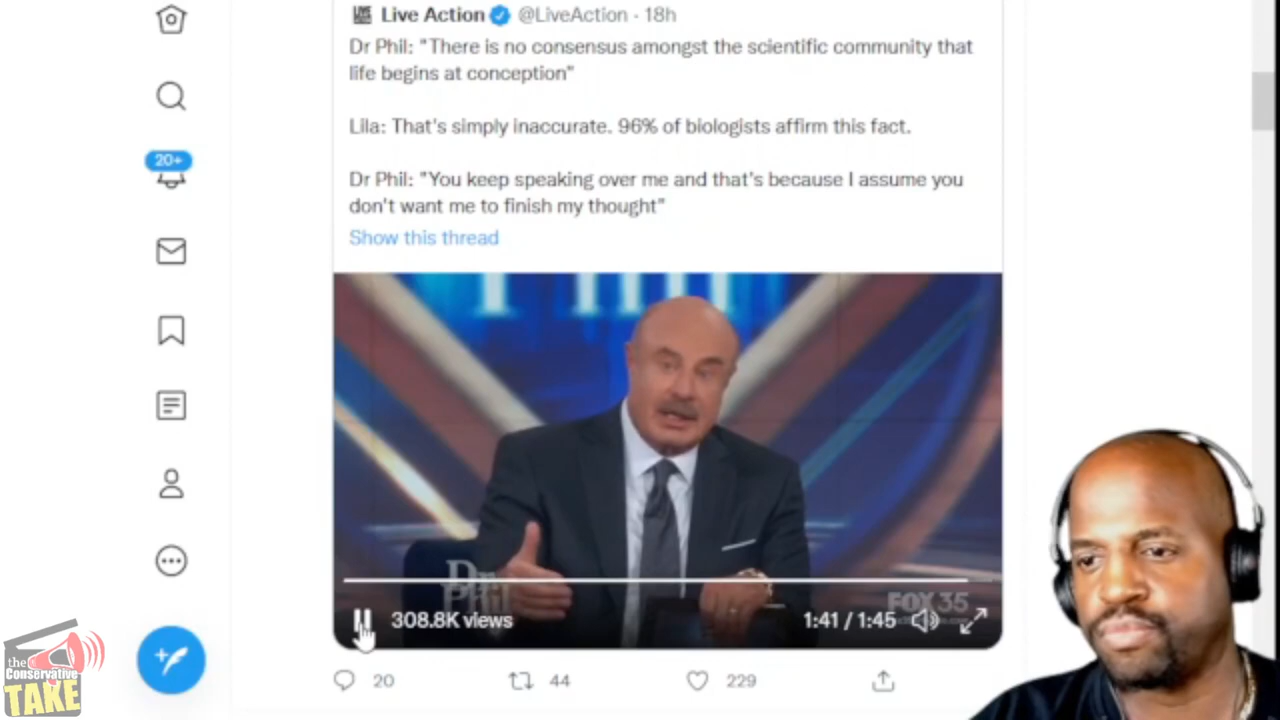 Live Action @LiveAction · 18h
Dr Phil: "There is no consensus amongst the scientific community that
life begins at conception"
Lila: That's simply inaccurate. 96% of biologists affirm this fact.
Dr Phil: "You keep speaking over me and that's because I assume you
don't want me to finish my thought"
Show this thread
20+
Dr.
Phil
FOX 35
308.8K views
1:41 / 1:45
20
44
229
the
Conservative
TAKE